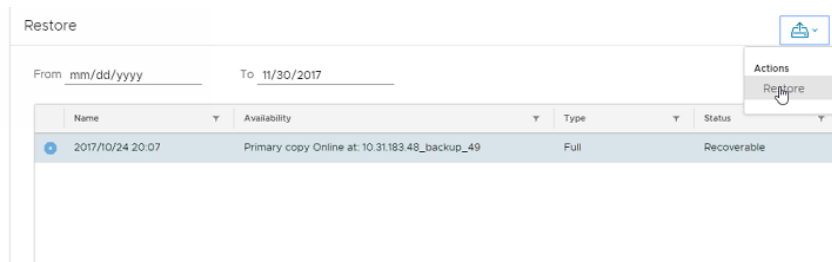 Restore
From mm/dd/yyyy To 11/30/2017
Actions
Restore
Name Availability Type Status
2017/10/24 20:07 Primary copy Online at: 10.31.183.48_backup_49 Full Recoverable